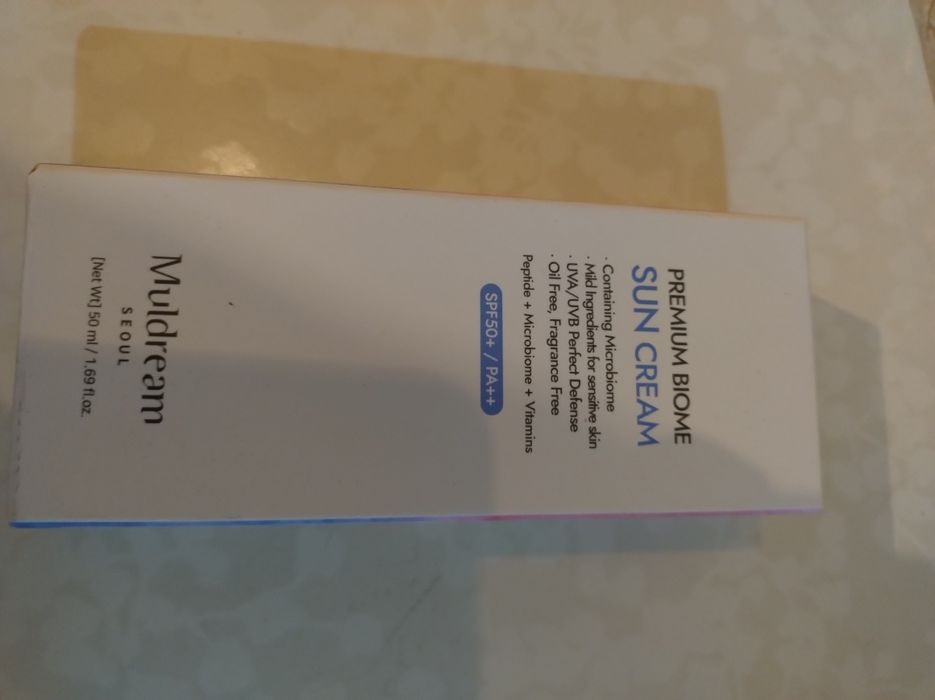 PREMIUM BIOME
SUN CREAM
· Containing Microbiome
· Mild Ingredients for sensitive skin
· UVA/UVB Perfect Defense
· Oil Free, Fragrance Free
Peptide + Microbiome + Vitamins
SPF50+ / PA++
Muldream
SEOUL
[Net Wt] 50 ml / 1.69 fl.oz.